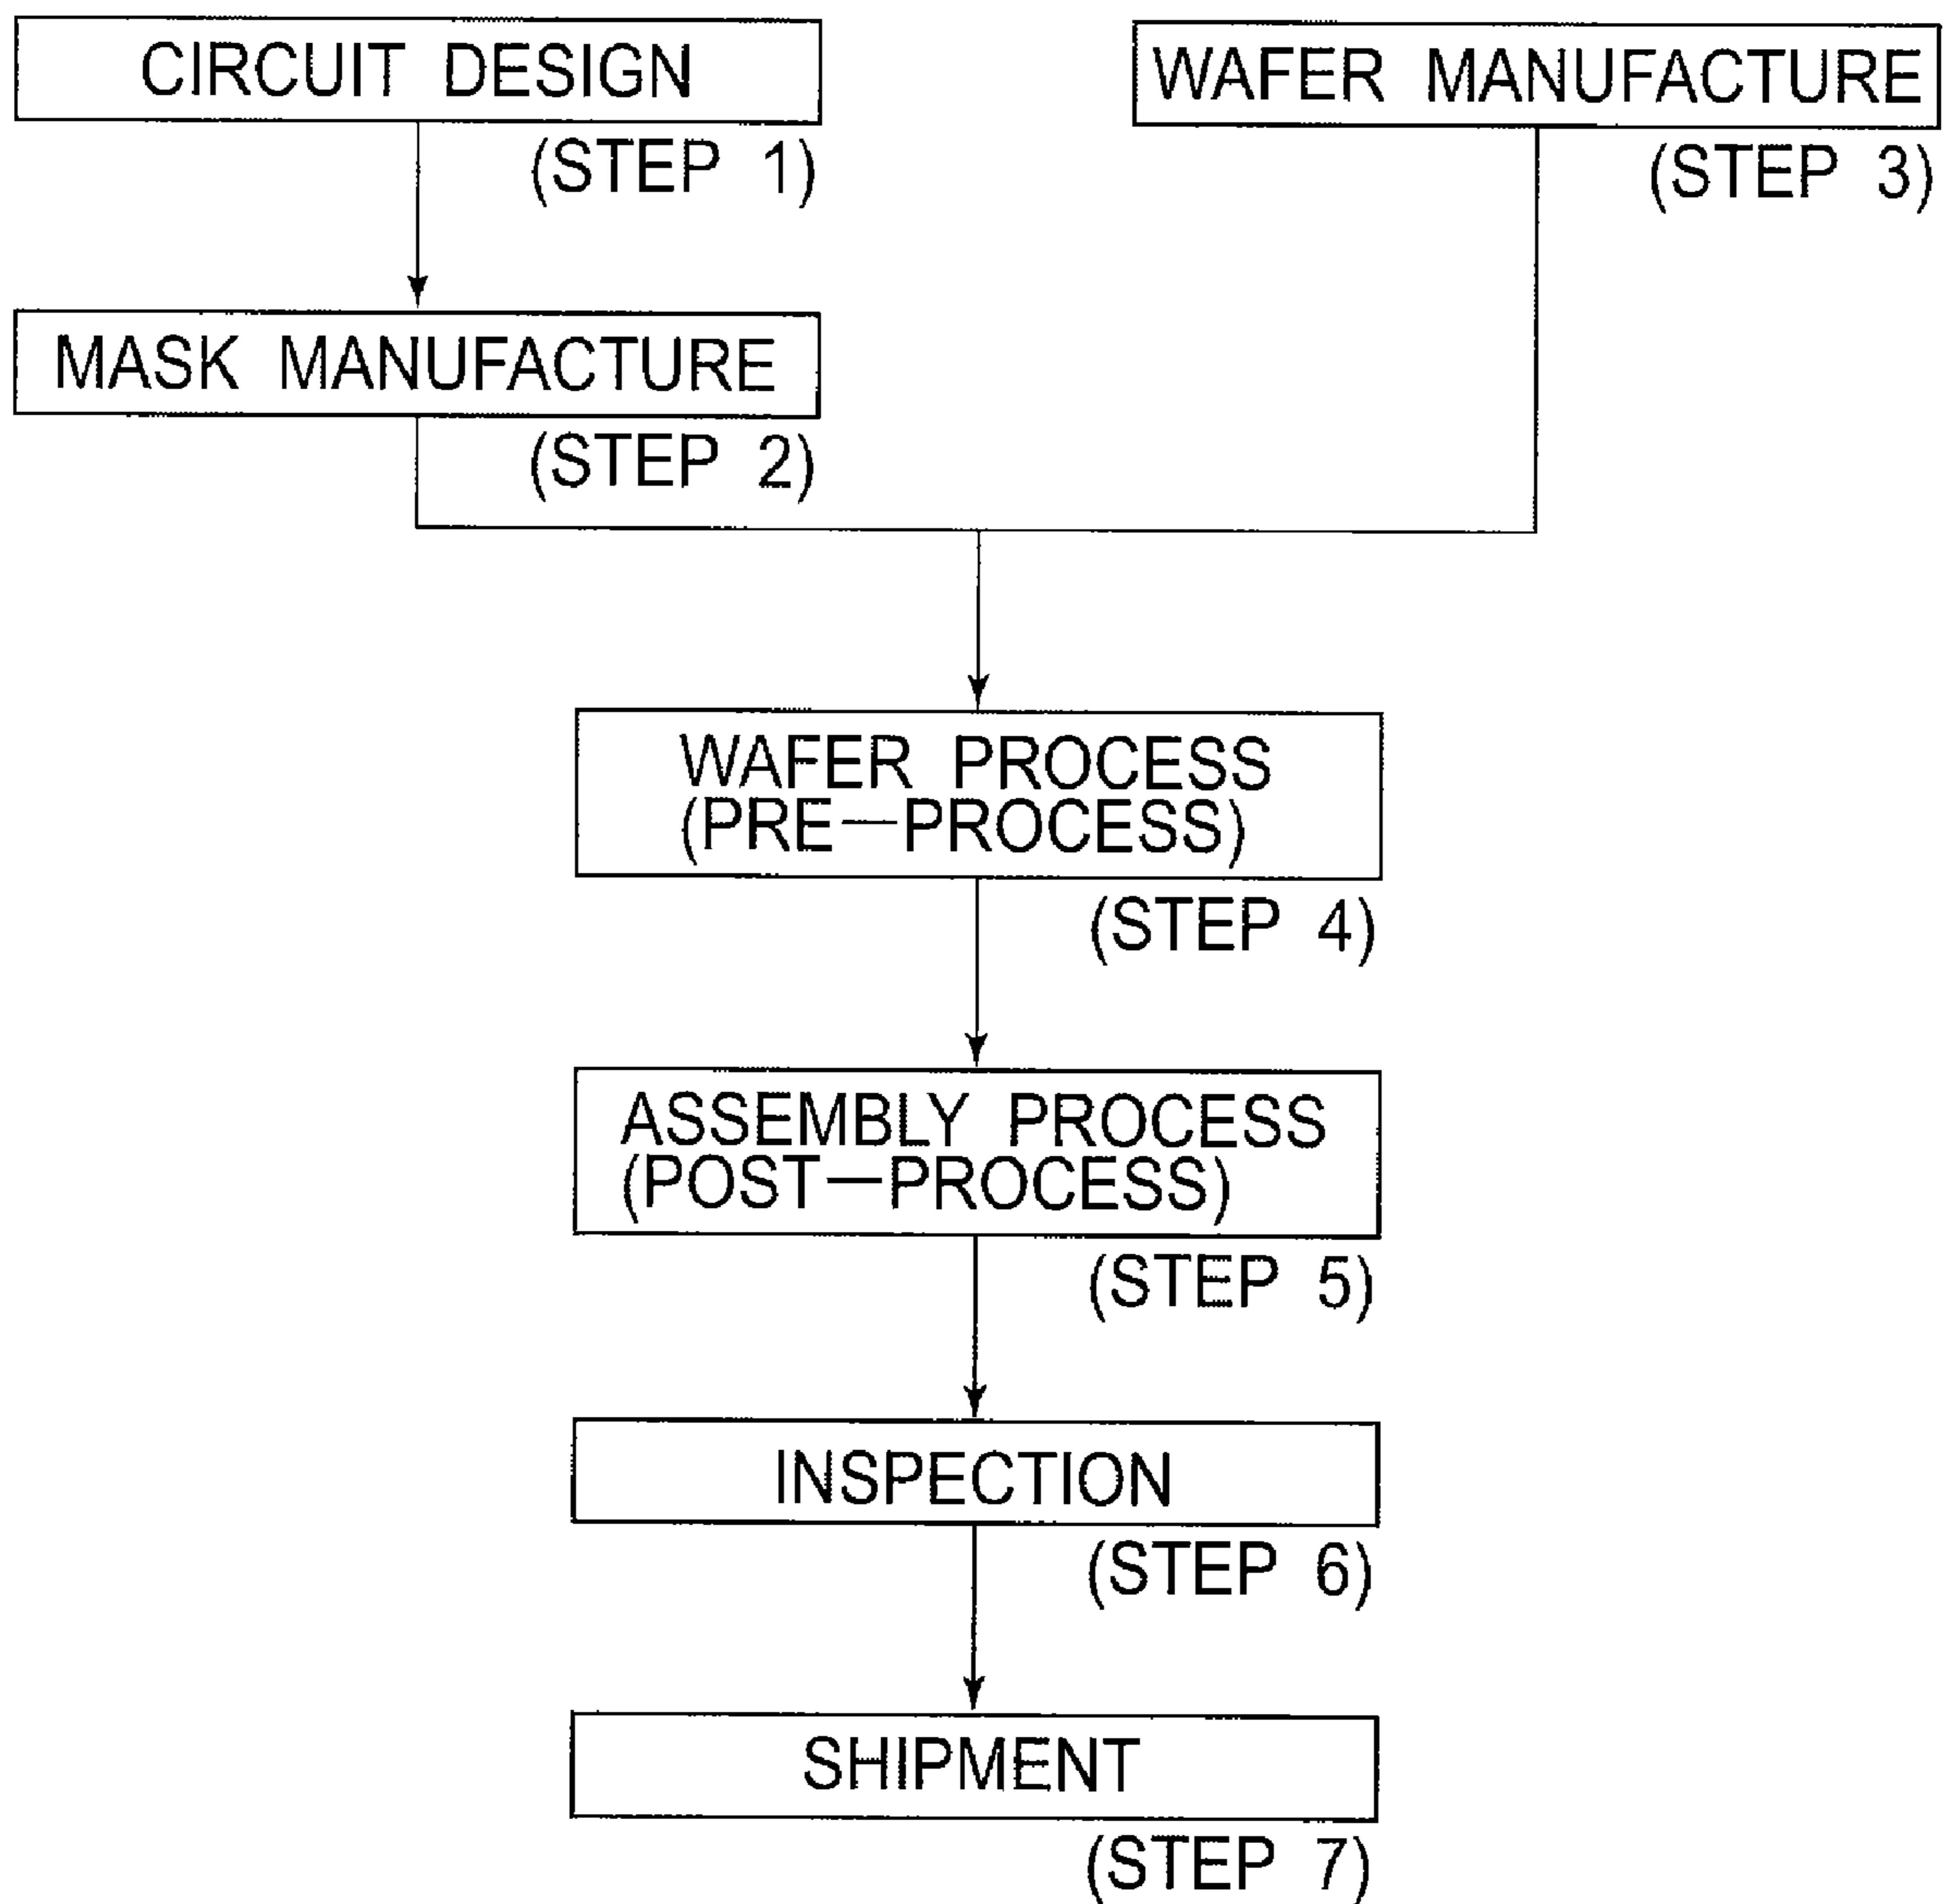 CIRCUIT DESIGN
(STEP 1)
WAFER MANUFACTURE
(STEP 3)
MASK MANUFACTURE
(STEP 2)
WAFER PROCESS
(PRE—PROCESS)
(STEP 4)
ASSEMBLY PROCESS
(POST—PROCESS)
(STEP 5)
INSPECTION
(STEP 6)
SHIPMENT
(STEP 7)